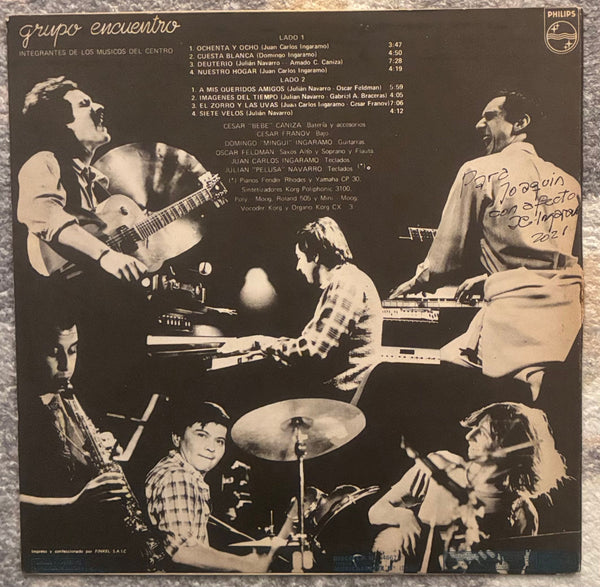 grupo encuentro
INTEGRANTES DE LOS MUSICOS DEL CENTRO
PHILIPS
LADO 1
1. OCHENTA Y OCHO (Juan Carlos Ingaramo) 3:47
2. CUESTA BLANCA (Domingo Ingaramo) 4:50
3. DEUTERIO (Julián Navarro - Amado C. Caniza) 7:28
4. NUESTRO HOGAR (Juan Carlos Ingaramo) 4:19
LADO 2
1. A MIS QUERIDOS AMIGOS (Julián Navarro - Oscar Feldman) 5:59
2. IMAGENES DEL TIEMPO (Julian Navarro - Gabriel A. Braceras) 4:05
3. EL ZORRO Y LAS UVAS (Juan Carlos Ingaramo - Cesar Franov) 7:06
4. SIETE VELOS (Julián Navarro) 4:12
CESAR "BEBE" CANIZA: Batería y accesorios
CESAR FRANOV: Bajo
DOMINGO "MINGUI" INGARAMO: Guitarras
OSCAR FELDMAN: Saxos Alto y Soprano y Flauta
JUAN CARLOS INGARAMO: Teclados
JULIAN "PELUSA" NAVARRO: Teclados (*)
(*) Pianos Fender Rhodes y Yamaha CP 30,
Sintetizadores Korg Poliphonic 3100,
Poly - Moog, Roland 505 y Mini - Moog,
Vocoder Korg y Organo Korg CX - 3
Para
Joaquin
con afecto
JC Ingaramo
2021
Impreso y confeccionado por FINKEL S.A.I.C